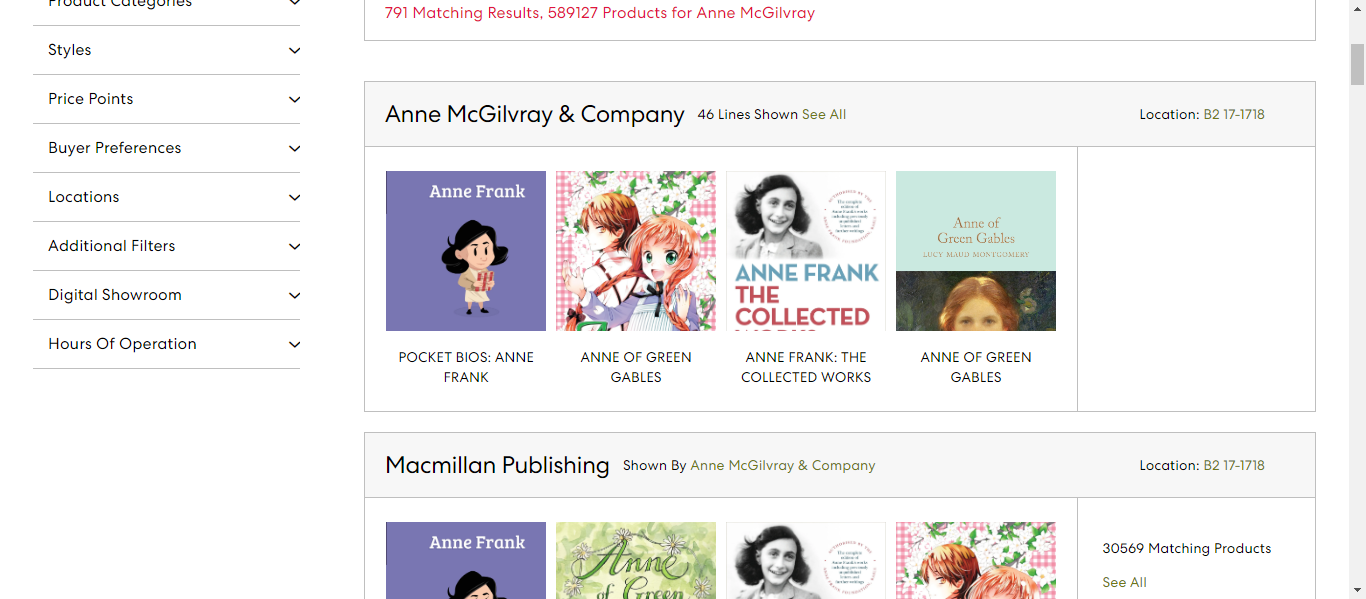 Product Categories
Styles
Price Points
Buyer Preferences
Locations
Additional Filters
Digital Showroom
Hours Of Operation
791 Matching Results, 589127 Products for Anne McGilvray
Anne McGilvray & Company 46 Lines Shown See All
Location: B2 17-1718
Anne Frank
ANNE FRANK
THE
COLLECTED
Anne of
Green Gables
LUCY MAUD MONTGOMERY
POCKET BIOS: ANNE
FRANK
ANNE OF GREEN
GABLES
ANNE FRANK: THE
COLLECTED WORKS
ANNE OF GREEN
GABLES
Macmillan Publishing Shown By Anne McGilvray & Company
Location: B2 17-1718
Anne Frank
Anne
of Green
30569 Matching Products
See All